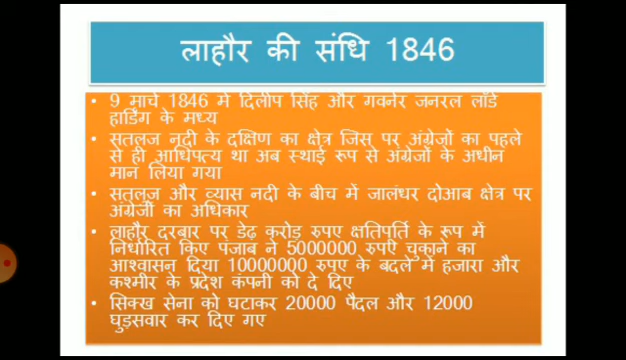 लाहौर की संधि 1846
• 9 मार्च 1846 में दिलीप सिंह और गवर्नर जनरल लॉर्ड
हार्डिंग के मध्य
• सतलज नदी के दक्षिण का क्षेत्र जिस पर अंग्रेजों का पहले
से ही आधिपत्य था अब स्थाई रूप से अंग्रेजों के अधीन
मान लिया गया
• सतलज और व्यास नदी के बीच में जालंधर दोआब क्षेत्र पर
अंग्रेजों का अधिकार
• लाहौर दरबार पर डेढ़ करोड़ रुपए क्षतिपूर्ति के रूप में
निर्धारित किए पंजाब ने 5000000 रुपए चुकाने का
आश्वासन दिया 10000000 रुपए के बदले में हजारा और
कश्मीर के प्रदेश कंपनी को दे दिए
• सिक्ख सेना को घटाकर 20000 पैदल और 12000
घुड़सवार कर दिए गए